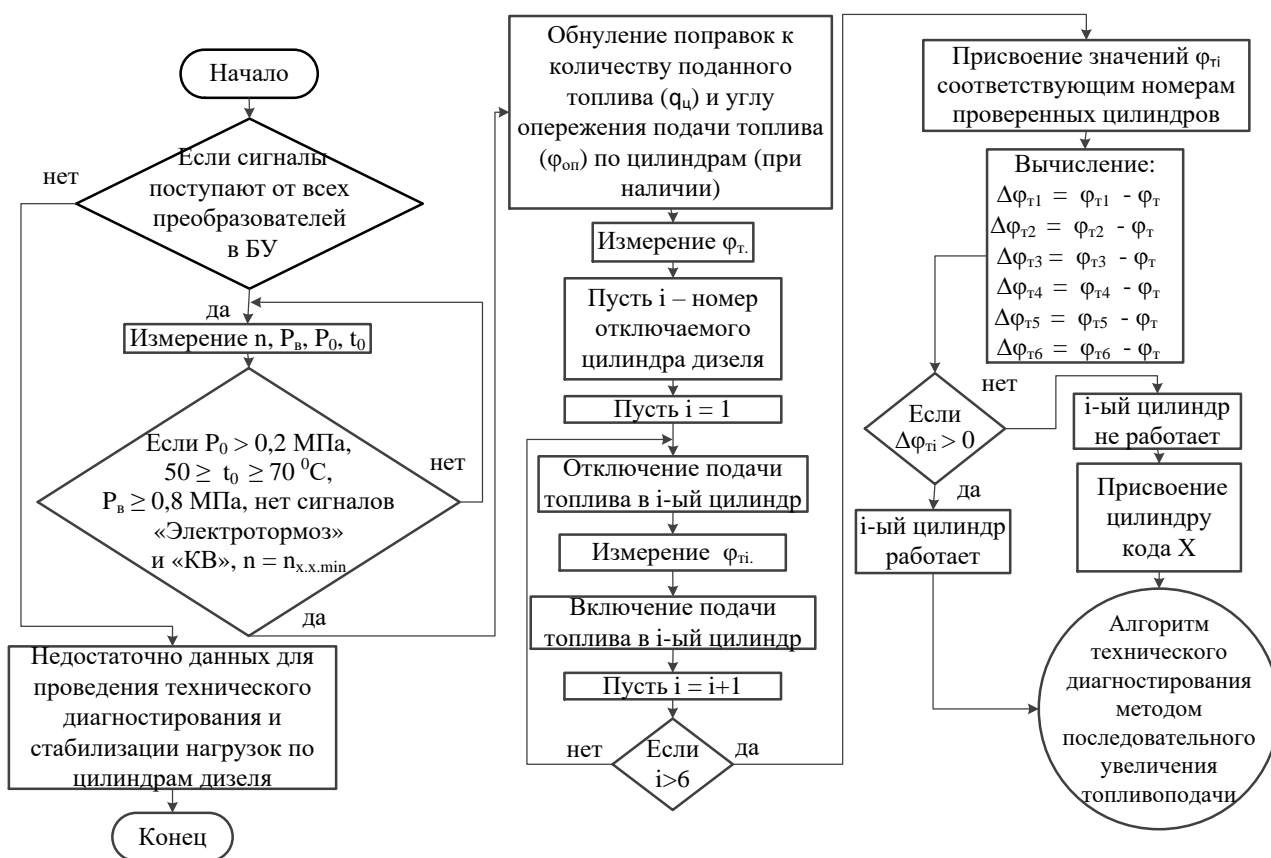 Начало
Если сигналы
поступают от всех
преобразователей
в БУ
нет
да
Измерение n, Pв, P0, t0
Если P0 > 0,2 МПа,
50 ≥ t0 ≥ 70 ⁰С,
Pв ≥ 0,8 МПа, нет сигналов
«Электротормоз»
и «КВ», n = nх.х.min
нет
да
Недостаточно данных для
проведения технического
диагностирования и
стабилизации нагрузок по
цилиндрам дизеля
Конец
Обнуление поправок к
количеству поданного
топлива (qц) и углу
опережения подачи топлива
(φоп) по цилиндрам (при
наличии)
Измерение φт.
Пусть i – номер
отключаемого
цилиндра дизеля
Пусть i = 1
Отключение подачи
топлива в i-ый цилиндр
Измерение φтi.
Включение подачи
топлива в i-ый цилиндр
Пусть i = i+1
Если
i>6
нет
да
Присвоение значений φтi
соответствующим номерам
проверенных цилиндров
Вычисление:
Δφт1 = φт1 - φт
Δφт2 = φт2 - φт
Δφт3 = φт3 - φт
Δφт4 = φт4 - φт
Δφт5 = φт5 - φт
Δφт6 = φт6 - φт
Если
Δφтi > 0
нет
да
i-ый цилиндр
не работает
i-ый цилиндр
работает
Присвоение
цилиндру
кода X
Алгоритм
технического
диагностирования
методом
последовательного
увеличения
топливоподачи